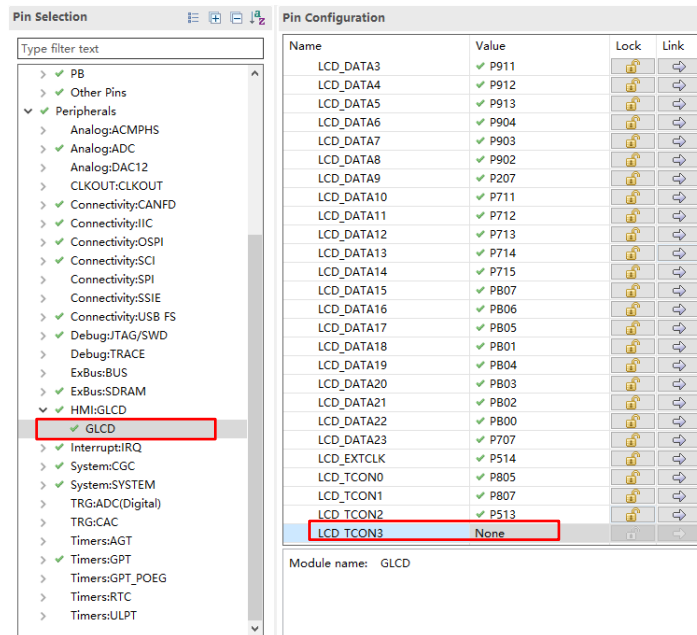 Pin Selection
Type filter text
PB
Other Pins
Peripherals
Analog:ACMPHS
Analog:ADC
Analog:DAC12
CLKOUT:CLKOUT
Connectivity:CANFD
Connectivity:IIC
Connectivity:OSPI
Connectivity:SCI
Connectivity:SPI
Connectivity:SSIE
Connectivity:USB FS
Debug:JTAG/SWD
Debug:TRACE
ExBus:BUS
ExBus:SDRAM
HMI:GLCD
GLCD
Interrupt:IRQ
System:CGC
System:SYSTEM
TRG:ADC(Digital)
TRG:CAC
Timers:AGT
Timers:GPT
Timers:GPT_POEG
Timers:RTC
Timers:ULPT
Pin Configuration
Name Value Lock Link
LCD_DATA3 P911
LCD_DATA4 P912
LCD_DATA5 P913
LCD_DATA6 P904
LCD_DATA7 P903
LCD_DATA8 P902
LCD_DATA9 P207
LCD_DATA10 P711
LCD_DATA11 P712
LCD_DATA12 P713
LCD_DATA13 P714
LCD_DATA14 P715
LCD_DATA15 PB07
LCD_DATA16 PB06
LCD_DATA17 PB05
LCD_DATA18 PB01
LCD_DATA19 PB04
LCD_DATA20 PB03
LCD_DATA21 PB02
LCD_DATA22 PB00
LCD_DATA23 P707
LCD_EXTCLK P514
LCD_TCON0 P805
LCD_TCON1 P807
LCD_TCON2 P513
LCD_TCON3 None
Module name: GLCD